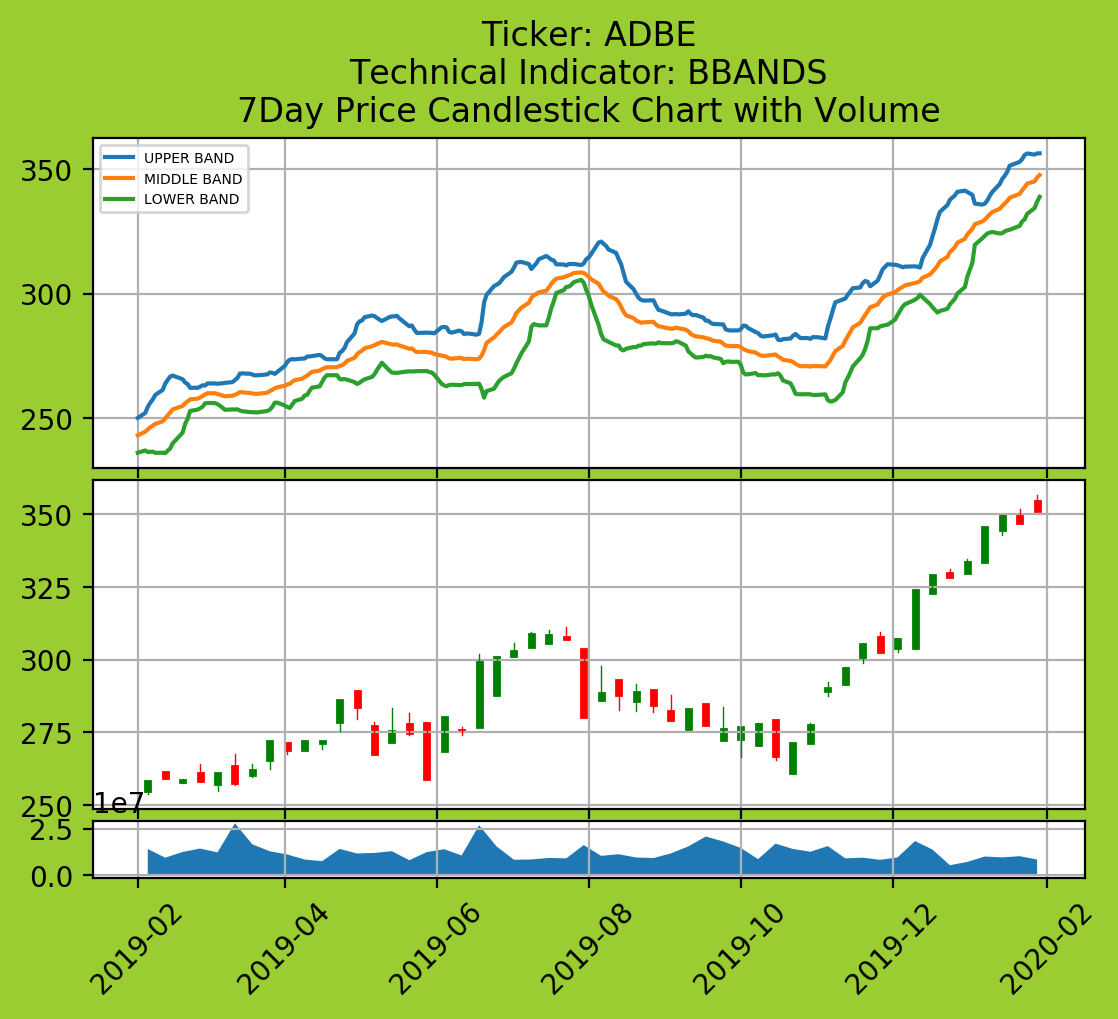 Ticker: ADBE
Technical Indicator: BBANDS
7Day Price Candlestick Chart with Volume
350
300
250
UPPER BAND
MIDDLE BAND
LOWER BAND
350
325
300
275
250
1e7
2.5
0.0
2019-02
2019-04
2019-06
2019-08
2019-10
2019-12
2020-02